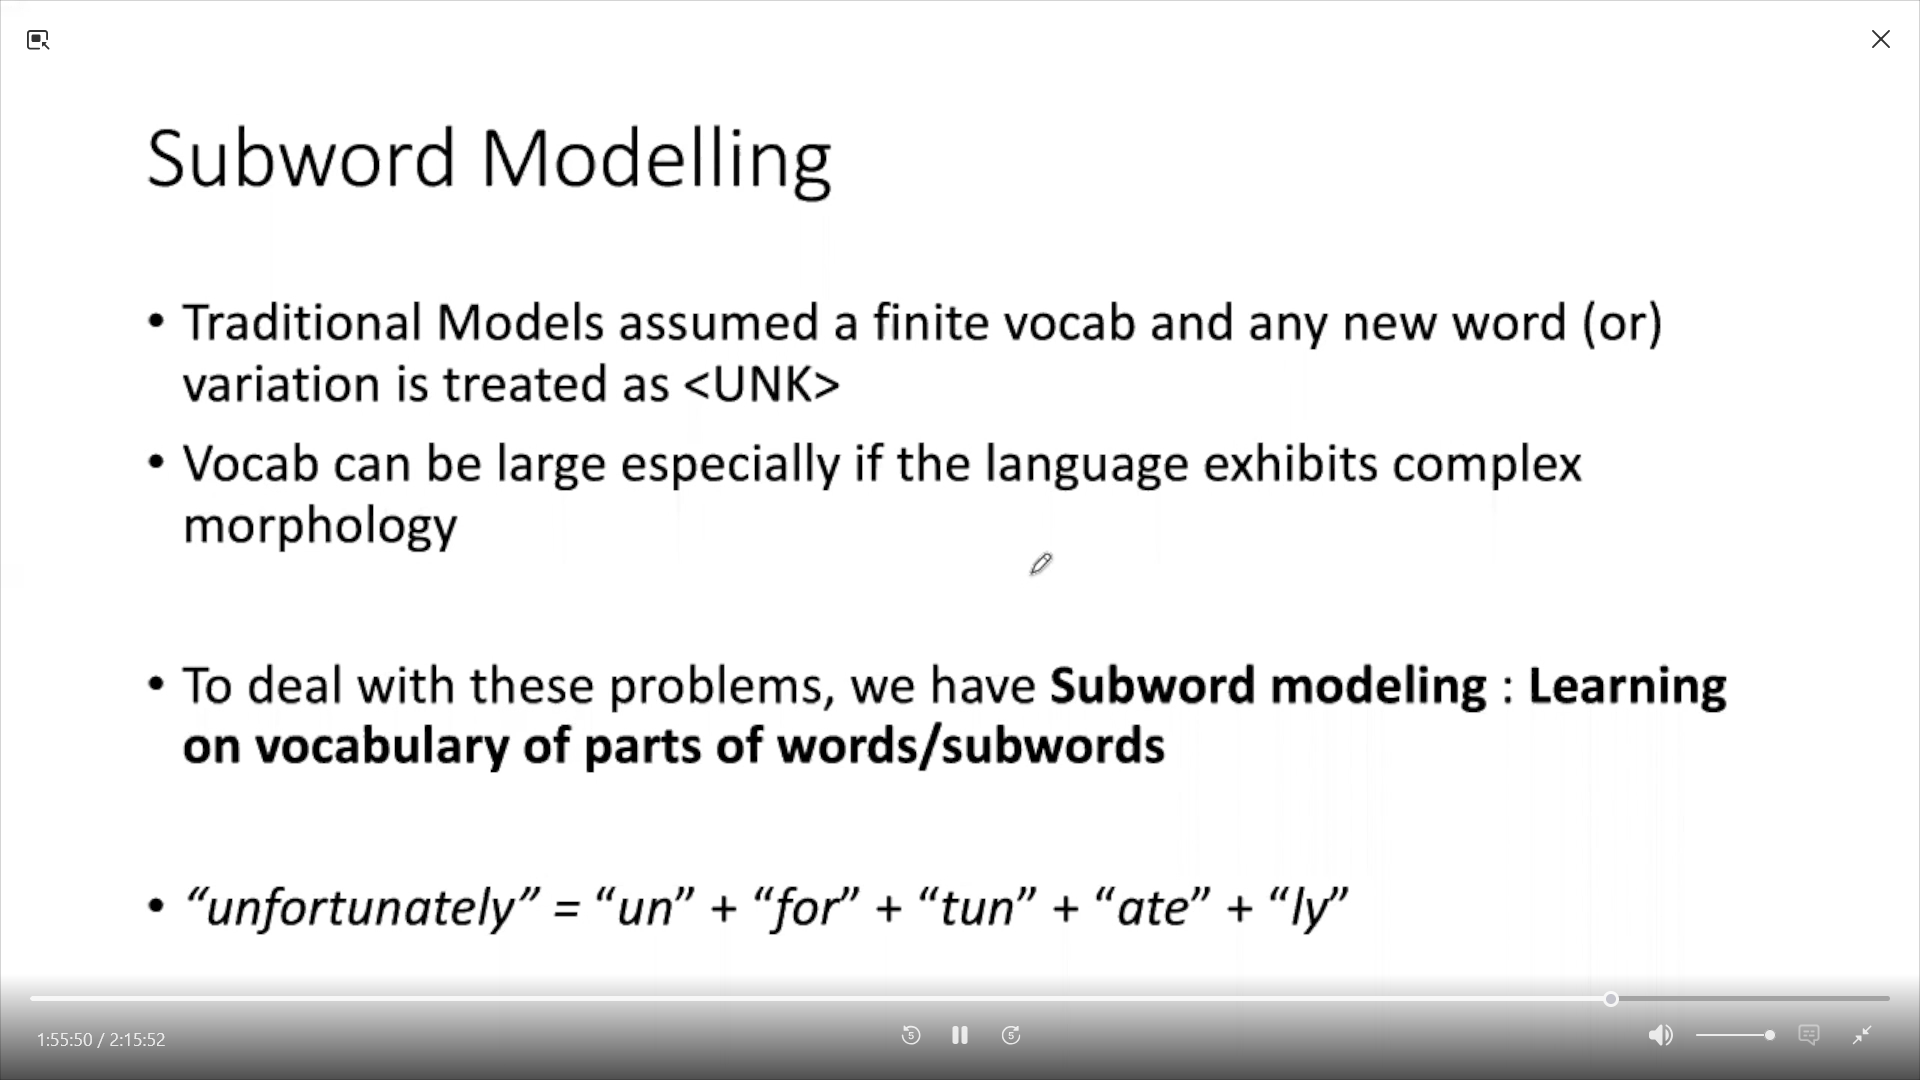 Subword Modelling
• Traditional Models assumed a finite vocab and any new word (or)
variation is treated as <UNK>
• Vocab can be large especially if the language exhibits complex
morphology
• To deal with these problems, we have Subword modeling : Learning
on vocabulary of parts of words/subwords
• “unfortunately” = “un” + “for” + “tun” + “ate” + “ly”
1:55:50 / 2:15:52
5
5